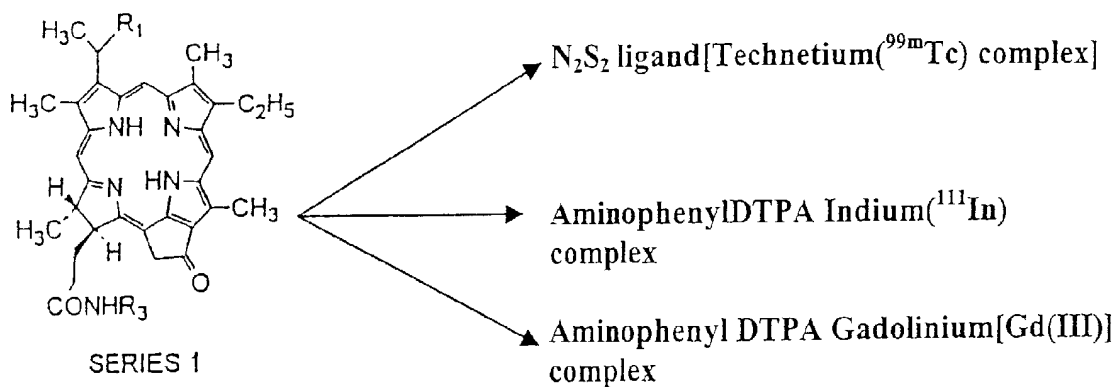 H₃C R₁
CH₃
H₃C
C₂H₅
NH N
N HN
H
H₃C
H
CH₃
O
CONHR₃
SERIES 1
N₂S₂ ligand[Technetium(⁹⁹ᵐTc) complex]
AminophenylDTPA Indium(¹¹¹In)
complex
Aminophenyl DTPA Gadolinium[Gd(III)]
complex